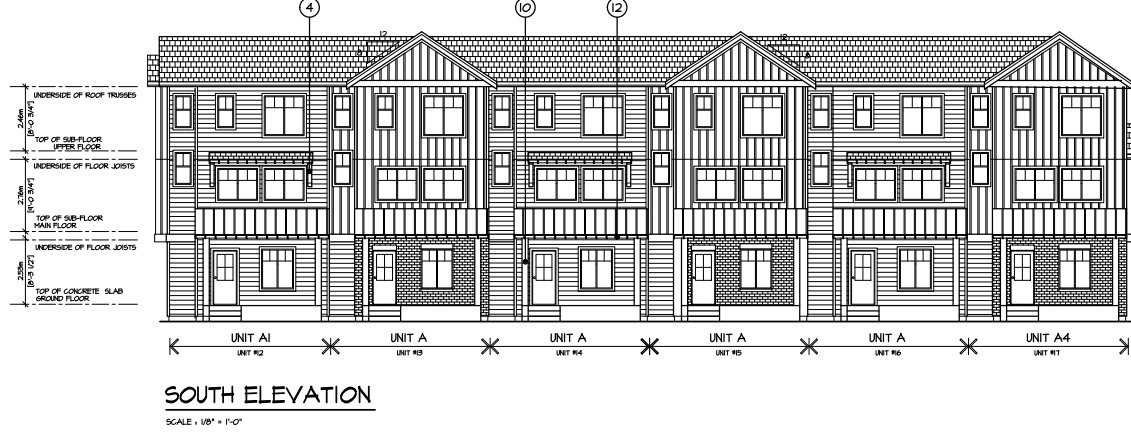 4
10
12
12
8
12
8
UNDERSIDE OF ROOF TRUSSES
2.46m
[8'-0 3/4"]
TOP OF SUB-FLOOR
UPPER FLOOR
UNDERSIDE OF FLOOR JOISTS
2.76m
[9'-0 3/4"]
TOP OF SUB-FLOOR
MAIN FLOOR
UNDERSIDE OF FLOOR JOISTS
2.53m
[8'-3 1/2"]
TOP OF CONCRETE SLAB
GROUND FLOOR
UNIT A1
UNIT A
UNIT A
UNIT A
UNIT A
UNIT A4
UNIT #12
UNIT #13
UNIT #14
UNIT #15
UNIT #16
UNIT #17
SOUTH ELEVATION
SCALE : 1/8" = 1'-0"